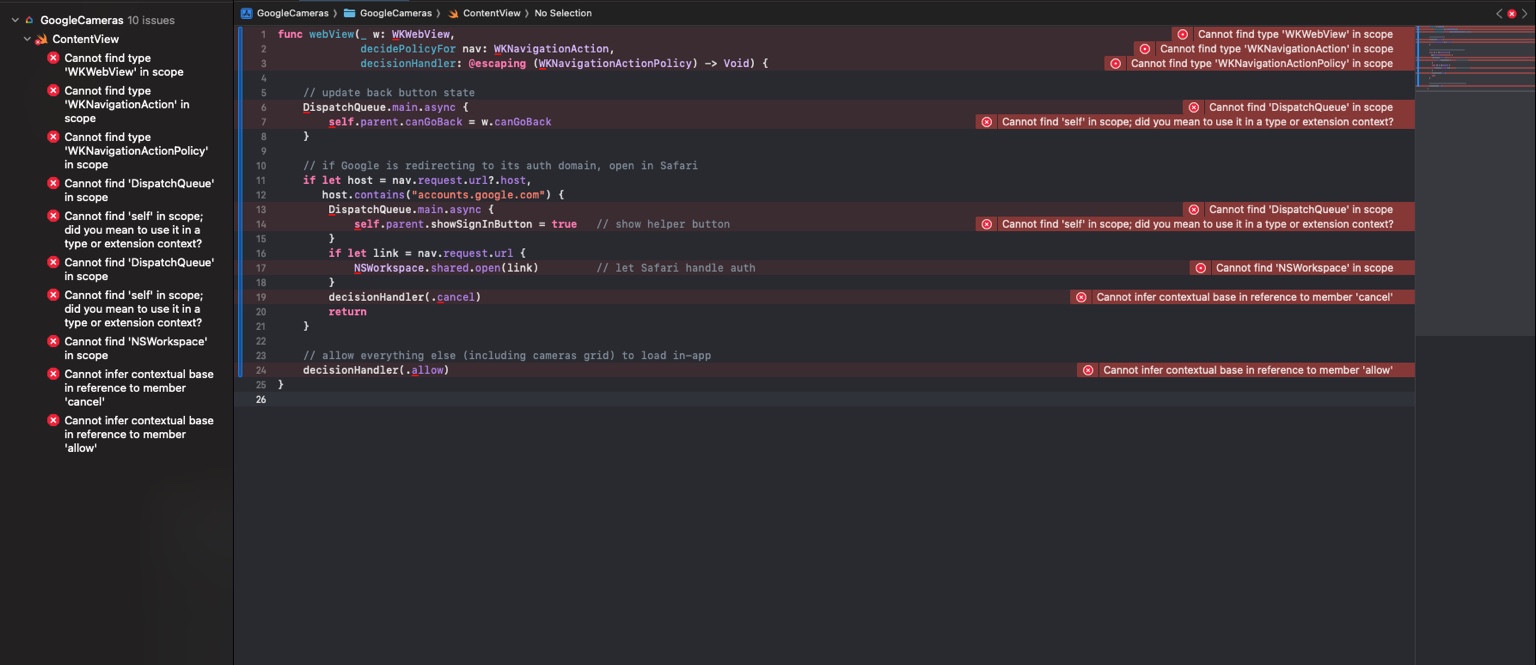 GoogleCameras 10 issues
ContentView
Cannot find type
'WKWebView' in scope
Cannot find type
'WKNavigationAction' in
scope
Cannot find type
'WKNavigationActionPolicy'
in scope
Cannot find 'DispatchQueue'
in scope
Cannot find 'self' in scope;
did you mean to use it in a
type or extension context?
Cannot find 'DispatchQueue'
in scope
Cannot find 'self' in scope;
did you mean to use it in a
type or extension context?
Cannot find 'NSWorkspace'
in scope
Cannot infer contextual base
in reference to member
'cancel'
Cannot infer contextual base
in reference to member
'allow'
GoogleCameras 〉 GoogleCameras 〉 ContentView 〉 No Selection
1 func webView(_ w: WKWebView, Cannot find type 'WKWebView' in scope
2 decidePolicyFor nav: WKNavigationAction, Cannot find type 'WKNavigationAction' in scope
3 decisionHandler: @escaping (WKNavigationActionPolicy) -> Void) { Cannot find type 'WKNavigationActionPolicy' in scope
4
5 // update back button state
6 DispatchQueue.main.async { Cannot find 'DispatchQueue' in scope
7 self.parent.canGoBack = w.canGoBack Cannot find 'self' in scope; did you mean to use it in a type or extension context?
8 }
9
10 // if Google is redirecting to its auth domain, open in Safari
11 if let host = nav.request.url?.host,
12 host.contains("accounts.google.com") {
13 DispatchQueue.main.async { Cannot find 'DispatchQueue' in scope
14 self.parent.showSignInButton = true // show helper button Cannot find 'self' in scope; did you mean to use it in a type or extension context?
15 }
16 if let link = nav.request.url {
17 NSWorkspace.shared.open(link) // let Safari handle auth Cannot find 'NSWorkspace' in scope
18 }
19 decisionHandler(.cancel) Cannot infer contextual base in reference to member 'cancel'
20 return
21 }
22
23 // allow everything else (including cameras grid) to load in-app
24 decisionHandler(.allow) Cannot infer contextual base in reference to member 'allow'
25 }
26